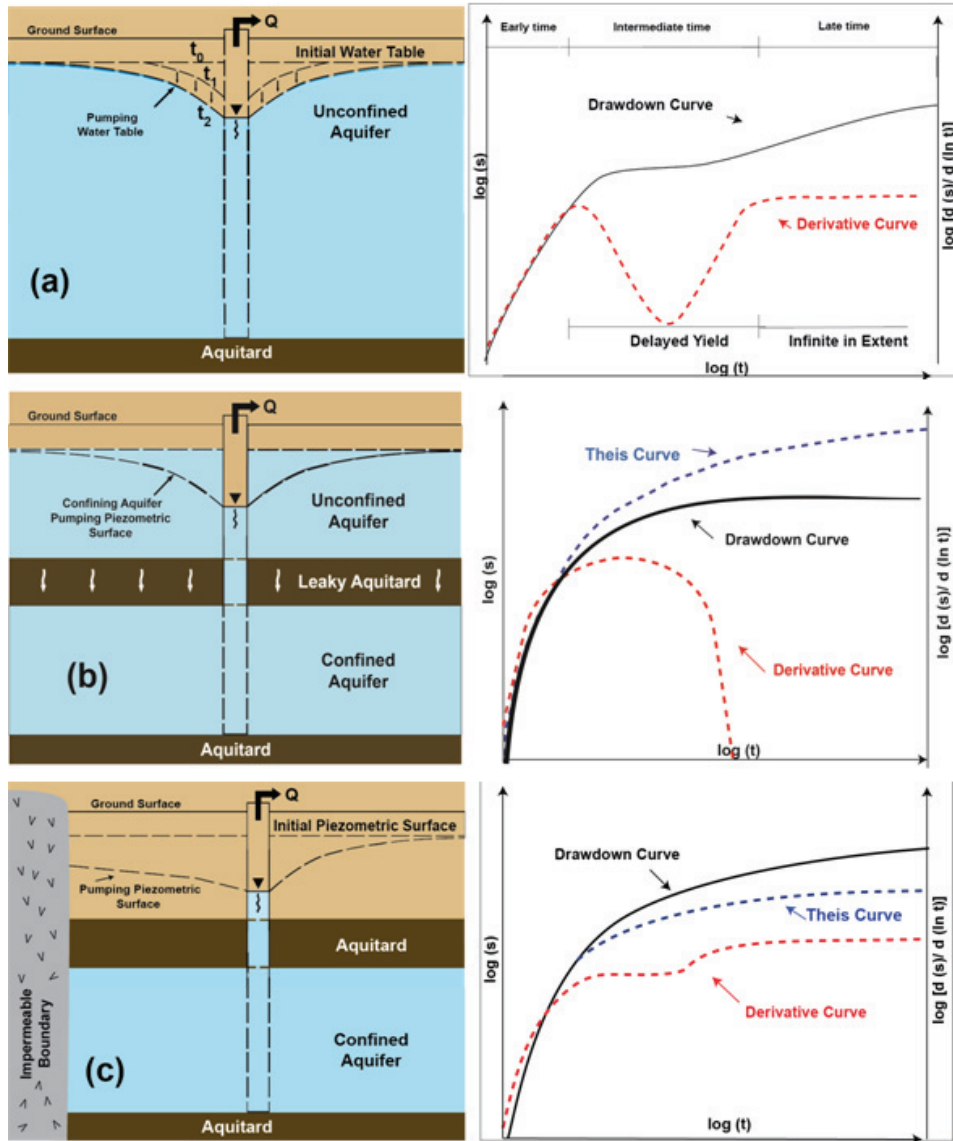 Q
Ground Surface
Initial Water Table
t0
t1
t2
Pumping
Water Table
Unconfined
Aquifer
(a)
Aquitard
Early time
Intermediate time
Late time
Drawdown Curve
log (s)
log [d (s)/ d (ln t)]
Derivative Curve
Delayed Yield
Infinite in Extent
log (t)
Q
Ground Surface
Confining Aquifer
Pumping Piezometric
Surface
Unconfined
Aquifer
Leaky Aquitard
(b)
Confined
Aquifer
Aquitard
Theis Curve
Drawdown Curve
log (s)
log [d (s)/ d (ln t)]
Derivative Curve
log (t)
Q
Ground Surface
Initial Piezometric Surface
Pumping Piezometric
Surface
Aquitard
Impermeable
Boundary
Confined
Aquifer
(c)
Aquitard
Drawdown Curve
Theis Curve
log (s)
log [d (s)/ d (ln t)]
Derivative Curve
log (t)